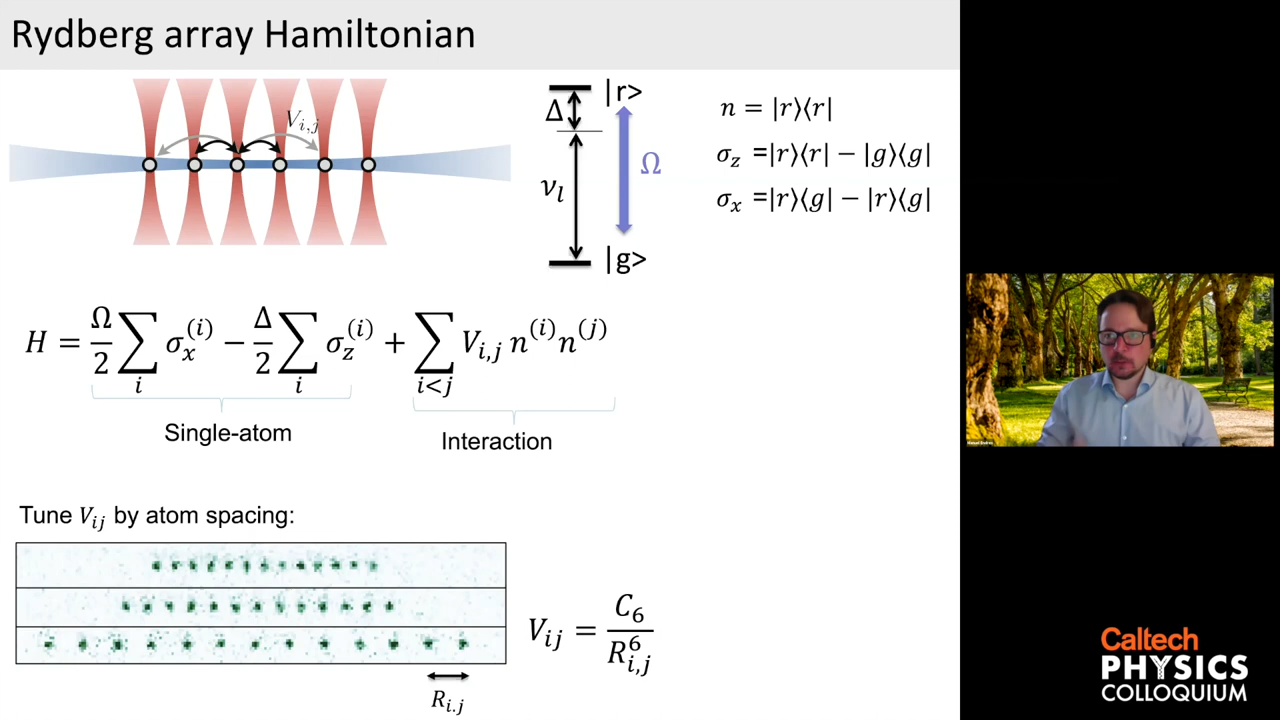 Rydberg array Hamiltonian
V_{i,j}
|r>
Δ
Ω
ν_l
|g>
n = |r⟩⟨r|
σ_z =|r⟩⟨r| − |g⟩⟨g|
σ_x =|r⟩⟨g| − |r⟩⟨g|
H = Ω/2 ∑_i σ_x^{(i)} − Δ/2 ∑_i σ_z^{(i)} + ∑_{i<j} V_{i,j} n^{(i)} n^{(j)}
Single-atom
Interaction
Tune V_{ij} by atom spacing:
V_{ij} = C_6 / R_{i,j}^6
R_{i.j}
Caltech
PHYSICS
COLLOQUIUM